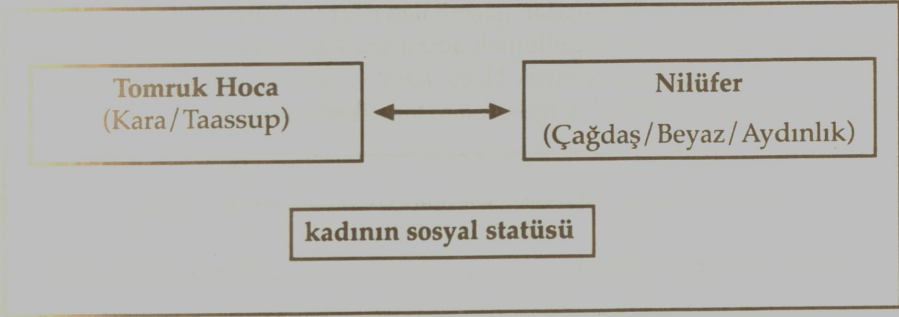 Tomruk Hoca
(Kara/Taassup)
Nilüfer
(Çağdaş/Beyaz/Aydınlık)
kadının sosyal statüsü